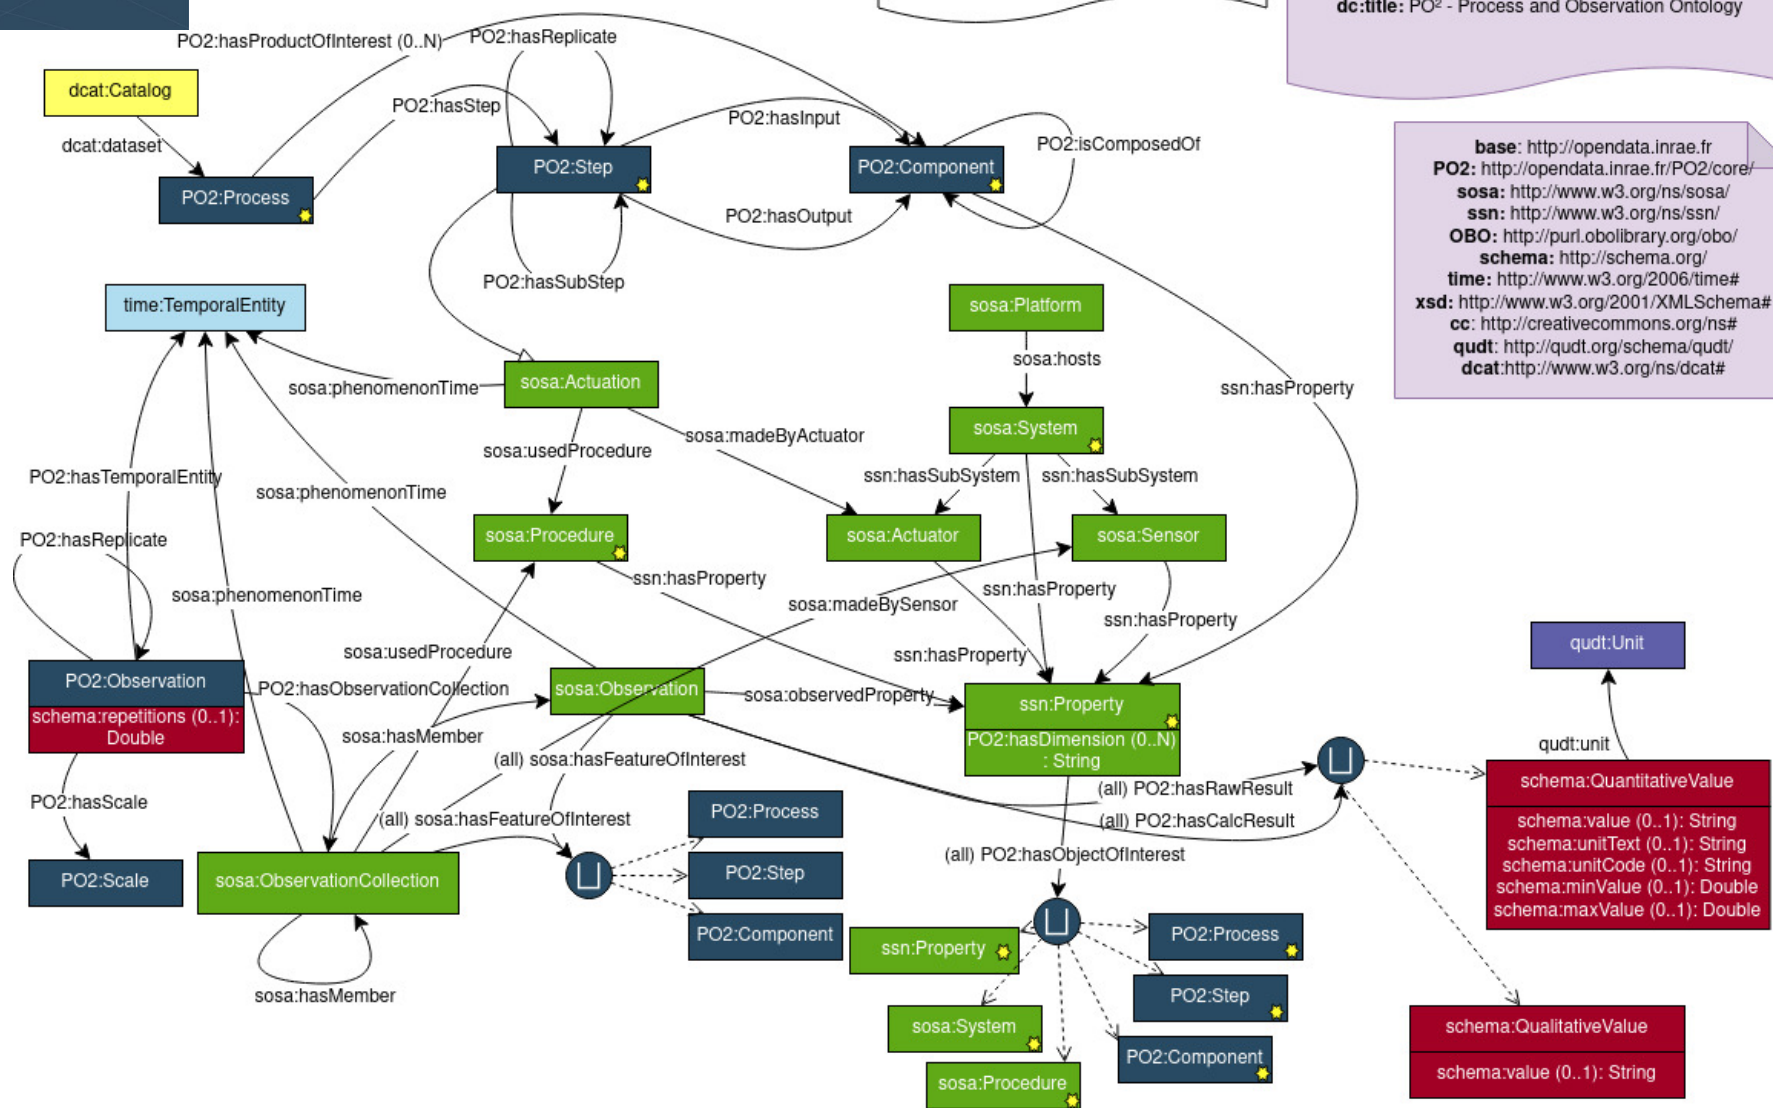 dc:title: PO² - Process and Observation Ontology
PO2:hasProductOfInterest (0..N)
PO2:hasReplicate
dcat:Catalog
PO2:hasStep
PO2:hasInput
dcat:dataset
PO2:isComposedOf
PO2:Step
PO2:Component
PO2:Process
PO2:hasOutput
PO2:hasSubStep
base: http://opendata.inrae.fr
PO2: http://opendata.inrae.fr/PO2/core/
sosa: http://www.w3.org/ns/sosa/
ssn: http://www.w3.org/ns/ssn/
OBO: http://purl.obolibrary.org/obo/
schema: http://schema.org/
time: http://www.w3.org/2006/time#
xsd: http://www.w3.org/2001/XMLSchema#
cc: http://creativecommons.org/ns#
qudt: http://qudt.org/schema/qudt/
dcat:http://www.w3.org/ns/dcat#
time:TemporalEntity
sosa:Platform
sosa:hosts
sosa:phenomenonTime
sosa:Actuation
ssn:hasProperty
sosa:System
sosa:madeByActuator
sosa:usedProcedure
PO2:hasTemporalEntity
ssn:hasSubSystem
ssn:hasSubSystem
sosa:phenomenonTime
PO2:hasReplicate
sosa:Procedure
sosa:Actuator
sosa:Sensor
ssn:hasProperty
ssn:hasProperty
sosa:phenomenonTime
sosa:madeBySensor
ssn:hasProperty
sosa:usedProcedure
ssn:hasProperty
qudt:Unit
PO2:Observation
PO2:hasObservationCollection
sosa:Observation
sosa:observedProperty
ssn:Property
schema:repetitions (0..1):
Double
sosa:hasMember
PO2:hasDimension (0..N)
: String
qudt:unit
(all) sosa:hasFeatureOfInterest
schema:QuantitativeValue
(all) PO2:hasRawResult
PO2:hasScale
PO2:Process
(all) sosa:hasFeatureOfInterest
(all) PO2:hasCalcResult
schema:value (0..1): String
schema:unitText (0..1): String
schema:unitCode (0..1): String
schema:minValue (0..1): Double
schema:maxValue (0..1): Double
(all) PO2:hasObjectOfInterest
PO2:Scale
sosa:ObservationCollection
PO2:Step
PO2:Component
ssn:Property
PO2:Process
sosa:hasMember
PO2:Step
sosa:System
schema:QualitativeValue
PO2:Component
schema:value (0..1): String
sosa:Procedure